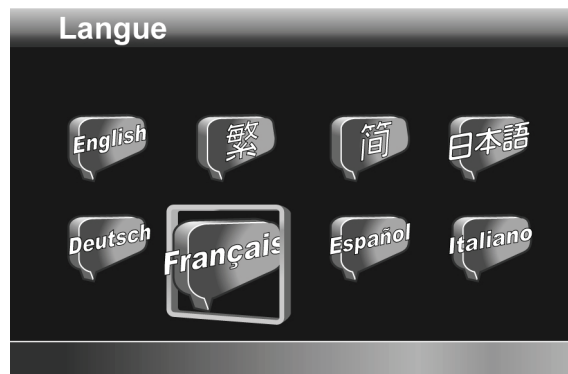 Langue
English 繁 简 日本語
Deutsch Français Español Italiano